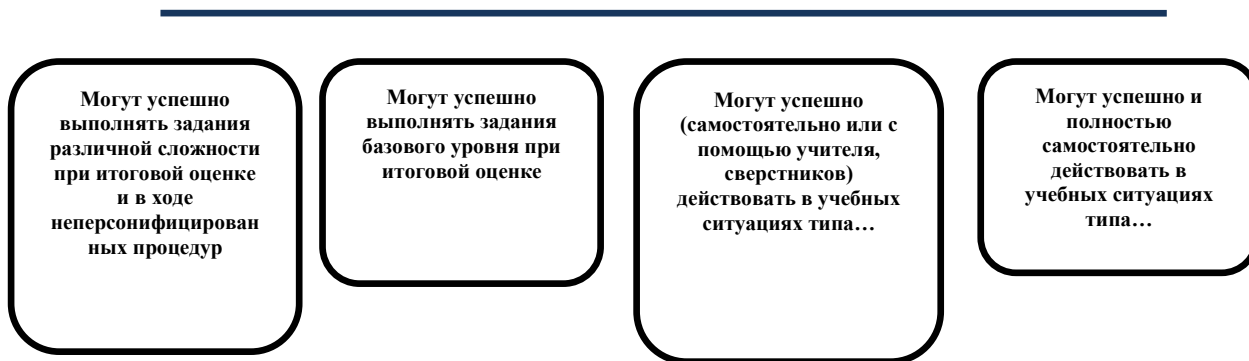 Могут успешно
выполнять задания
различной сложности
при итоговой оценке
и в ходе
неперсонифицирован
ных процедур
Могут успешно
выполнять задания
базового уровня при
итоговой оценке
Могут успешно
(самостоятельно или с
помощью учителя,
сверстников)
действовать в учебных
ситуациях типа…
Могут успешно и
полностью
самостоятельно
действовать в
учебных ситуациях
типа…